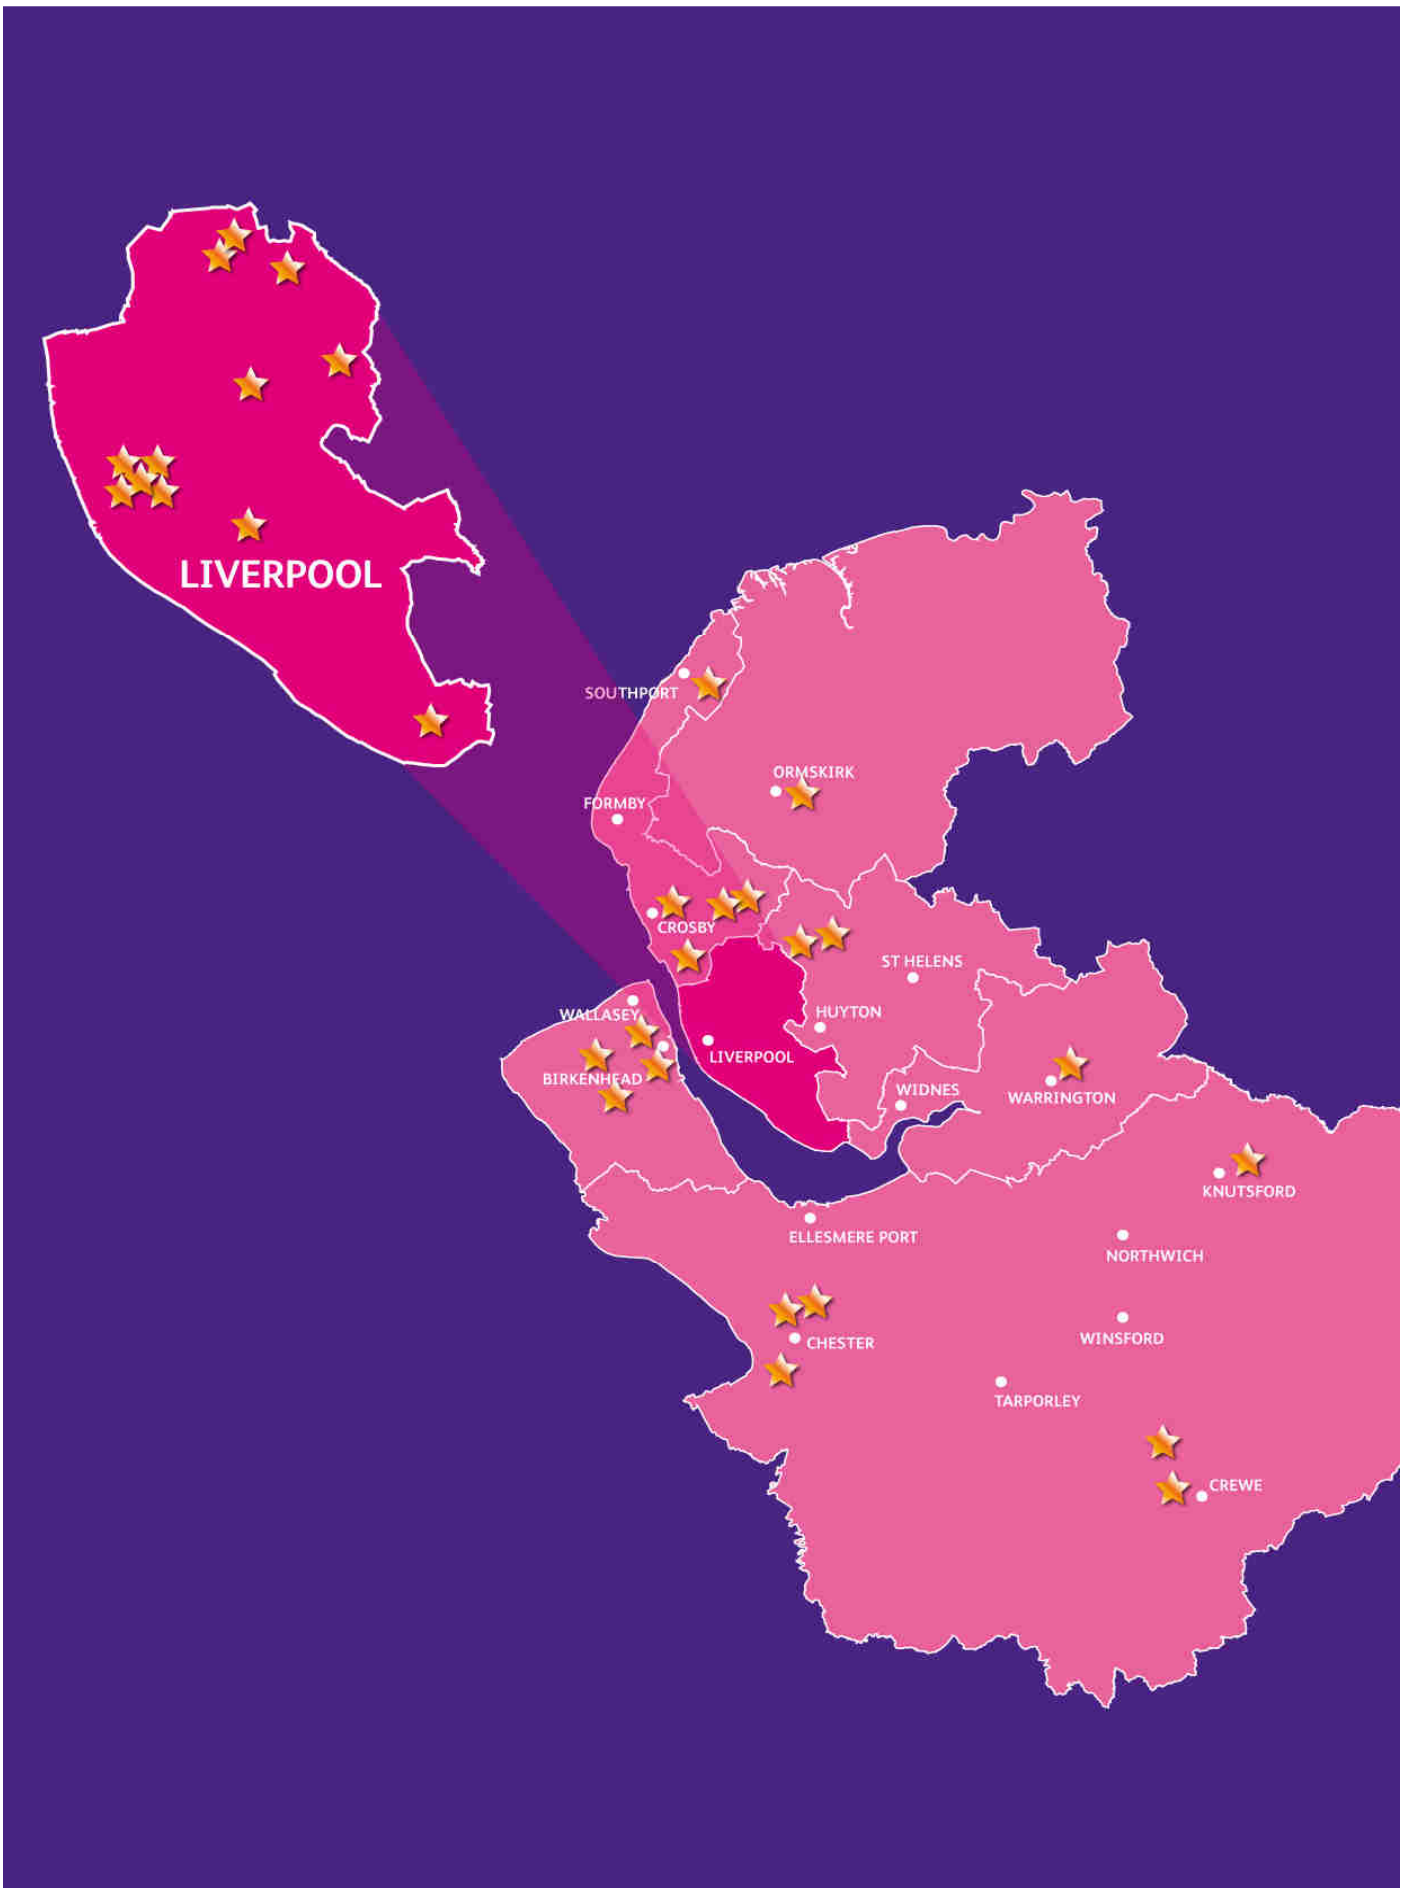 LIVERPOOL
SOUTHPORT
ORMSKIRK
FORMBY
CROSBY
ST HELENS
WALLASEY
HUYTON
LIVERPOOL
BIRKENHEAD
WIDNES
WARRINGTON
KNUTSFORD
ELLESMERE PORT
NORTHWICH
CHESTER
WINSFORD
TARPORLEY
CREWE